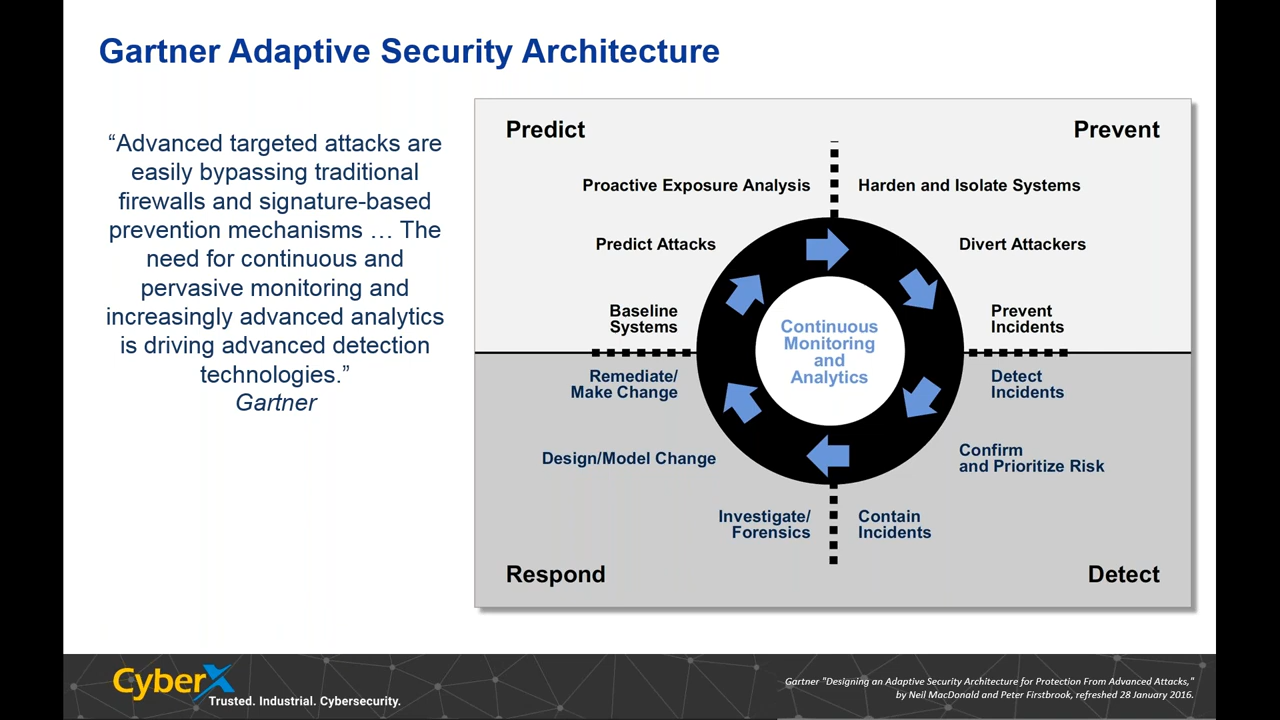 Gartner Adaptive Security Architecture
“Advanced targeted attacks are
easily bypassing traditional
firewalls and signature-based
prevention mechanisms … The
need for continuous and
pervasive monitoring and
increasingly advanced analytics
is driving advanced detection
technologies.”
Gartner
Predict
Prevent
Proactive Exposure Analysis
Harden and Isolate Systems
Predict Attacks
Divert Attackers
Baseline
Systems
Prevent
Incidents
Continuous
Monitoring
and
Analytics
Remediate/
Make Change
Detect
Incidents
Design/Model Change
Confirm
and Prioritize Risk
Investigate/
Forensics
Contain
Incidents
Respond
Detect
CyberX
Trusted. Industrial. Cybersecurity.
Gartner "Designing an Adaptive Security Architecture for Protection From Advanced Attacks,"
by Neil MacDonald and Peter Firstbrook, refreshed 28 January 2016.